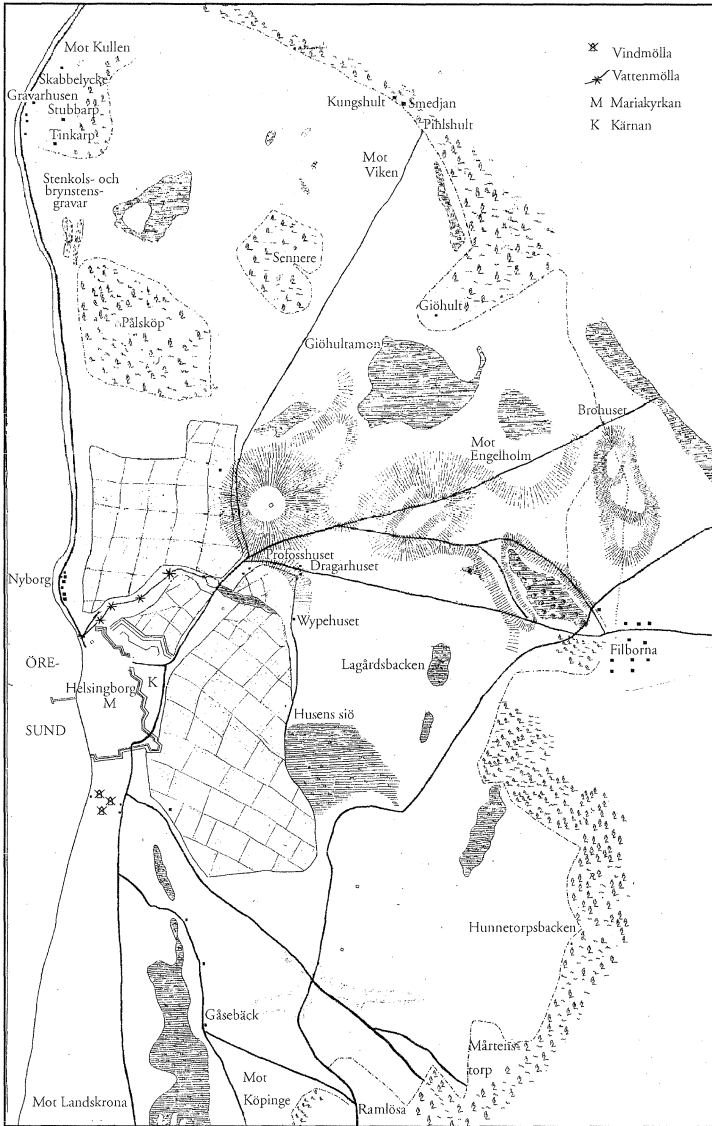 Mot Kullen
Skabbelycke
Gravarhusen
Stubbarp
Tinkarp
Stenkols- och
brynstens-
gravar
Kungshult
Smedjan
Pihlshult
Mot
Viken
Vindmölla
Vattenmölla
M Mariakyrkan
K Kärnan
Sennere
Pålsköp
Giöhult
Giöhultamon
Brohuset
Mot
Engelholm
Profosshuset
Dragarhuset
Nyborg
Wypehuset
Filborna
Lagårdsbacken
ÖRE-
SUND
K
Helsingborg
M
Husens siö
Hunnetorpsbacken
Gåsebäck
Mårtens
torp
Mot
Köpinge
Mot Landskrona
Ramlösa